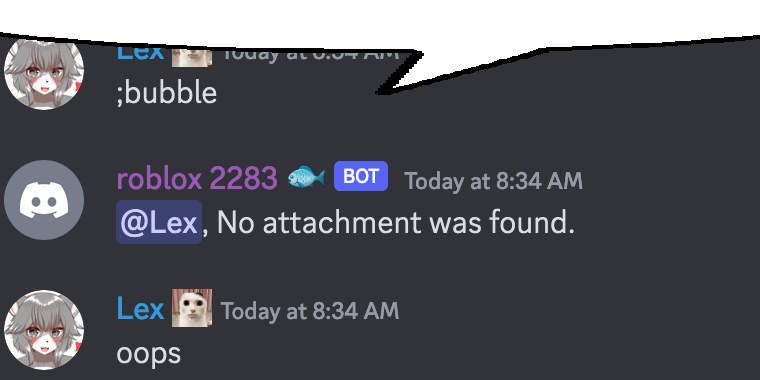 Lex Today at 8:34 AM
;bubble
roblox 2283 🐟 BOT Today at 8:34 AM
@Lex, No attachment was found.
Lex Today at 8:34 AM
oops